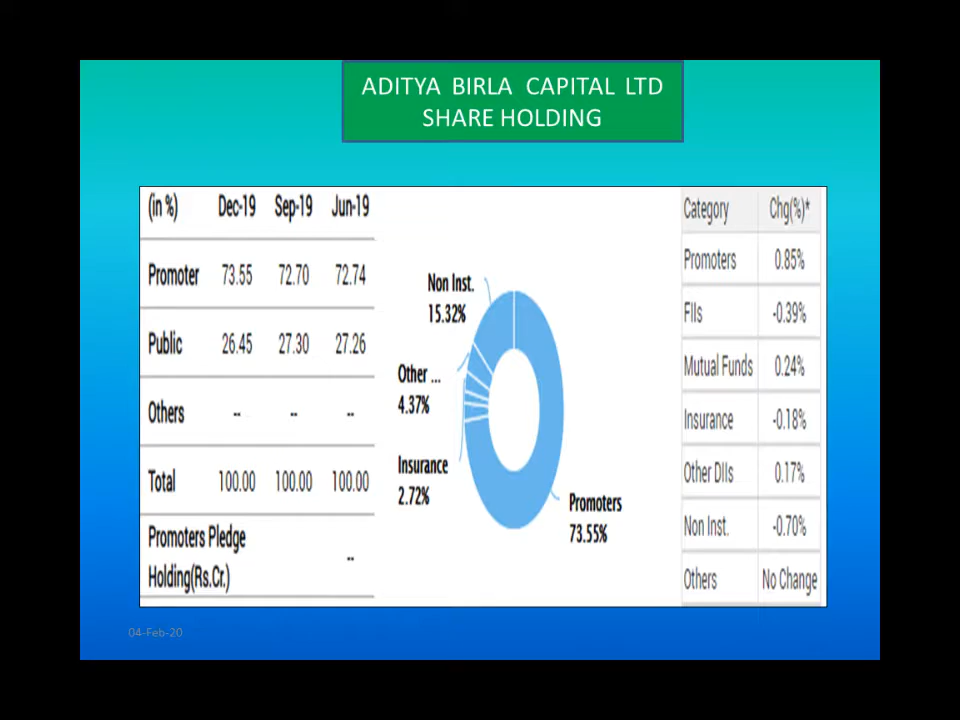 ADITYA BIRLA CAPITAL LTD
SHARE HOLDING
(in %) Dec-19 Sep-19 Jun-19
Promoter 73.55 72.70 72.74
Public 26.45 27.30 27.26
Others -- -- --
Total 100.00 100.00 100.00
Promoters Pledge
Holding(Rs.Cr.) --
Non Inst.
15.32%
Other ...
4.37%
Insurance
2.72%
Promoters
73.55%
Category Chg(%)*
Promoters 0.85%
FIIs -0.39%
Mutual Funds 0.24%
Insurance -0.18%
Other DIIs 0.17%
Non Inst. -0.70%
Others No Change
04-Feb-20